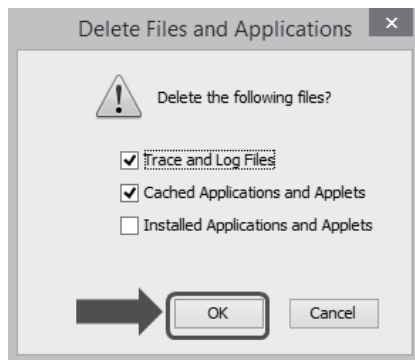 Delete Files and Applications
Delete the following files?
Trace and Log Files
Cached Applications and Applets
Installed Applications and Applets
OK Cancel